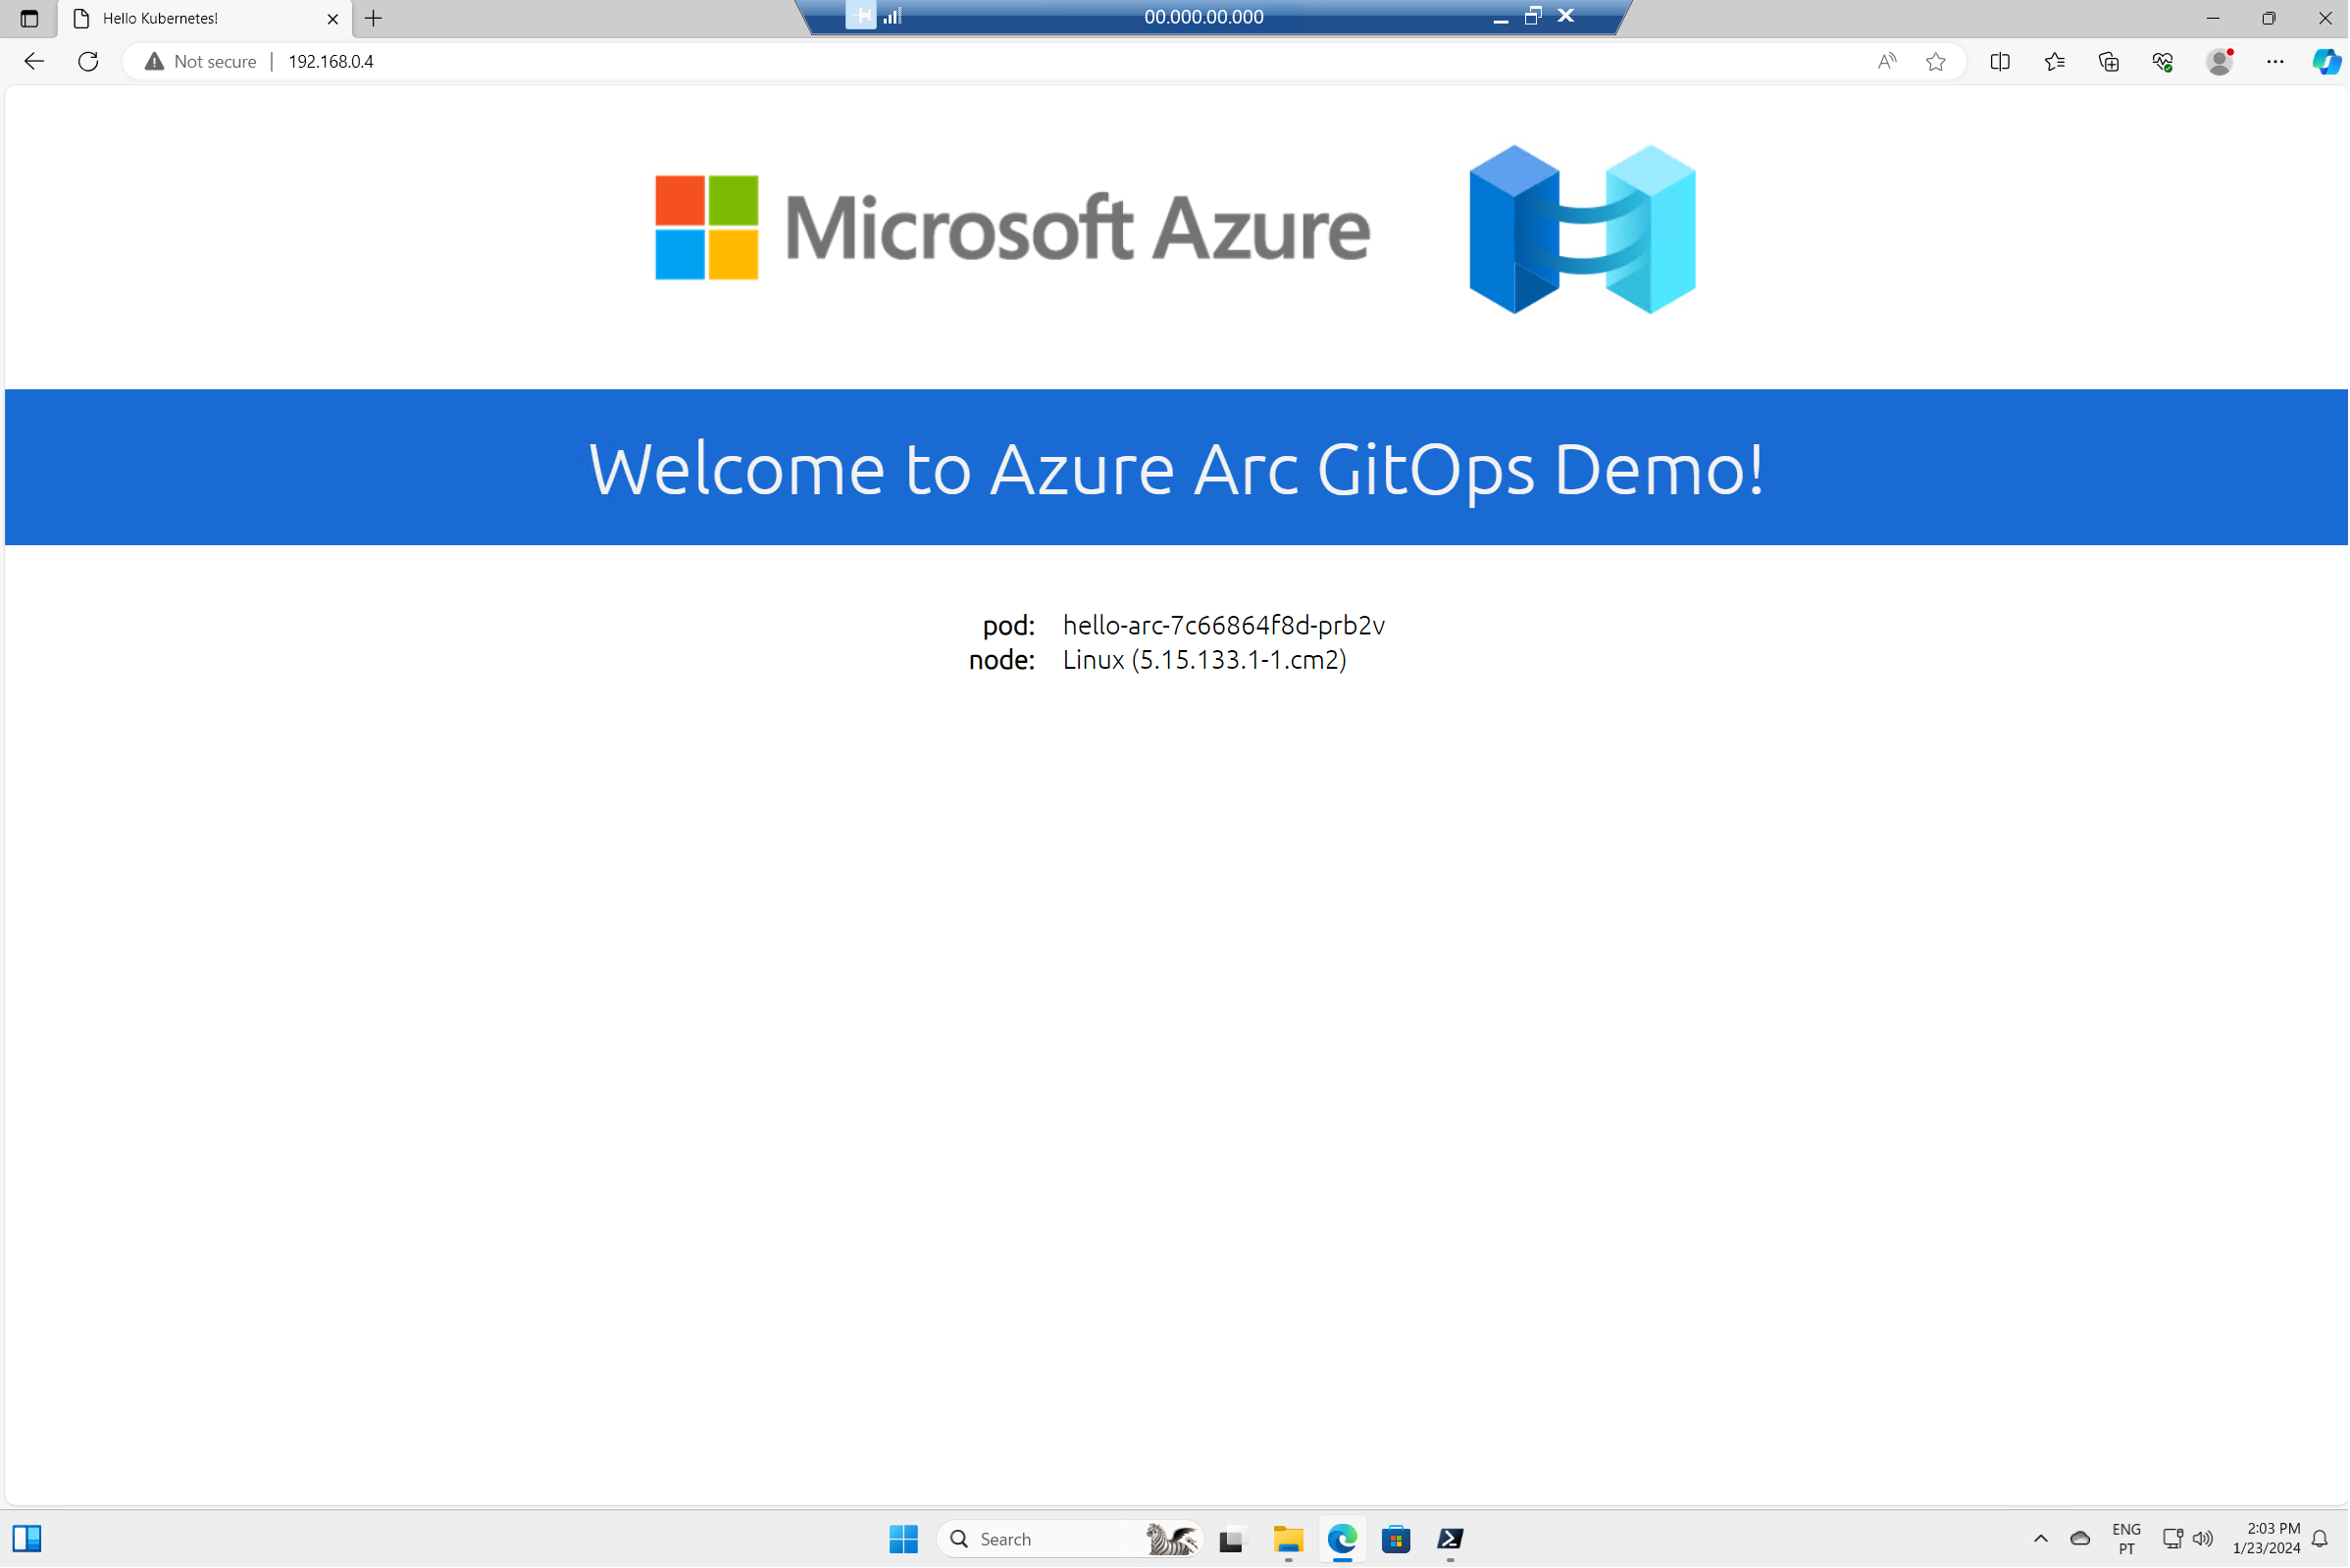 Hello Kubernetes!
00.000.00.000
Not secure
192.168.0.4
Microsoft Azure
Welcome to Azure Arc GitOps Demo!
pod: hello-arc-7c66864f8d-prb2v
node: Linux (5.15.133.1-1.cm2)
Search
ENG
PT
2:03 PM
1/23/2024